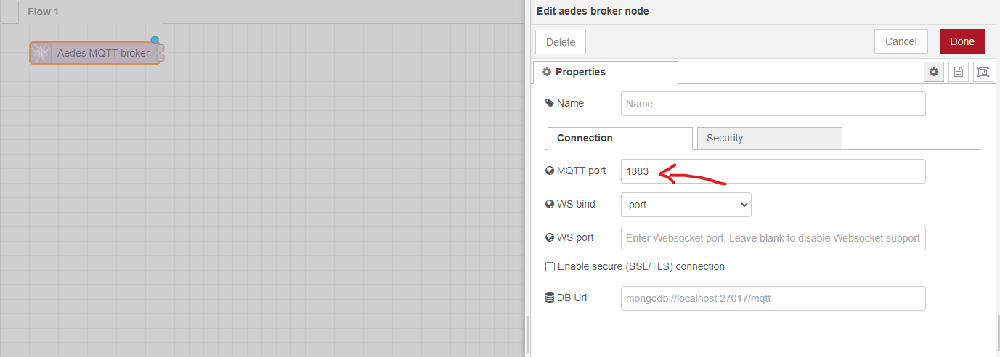 Flow 1
Aedes MQTT broker
Edit aedes broker node
Delete
Cancel
Done
Properties
Name
Name
Connection
Security
MQTT port
1883
WS bind
port
WS port
Enter Websocket port. Leave blank to disable Websocket support
Enable secure (SSL/TLS) connection
DB Url
mongodb://localhost:27017/mqtt